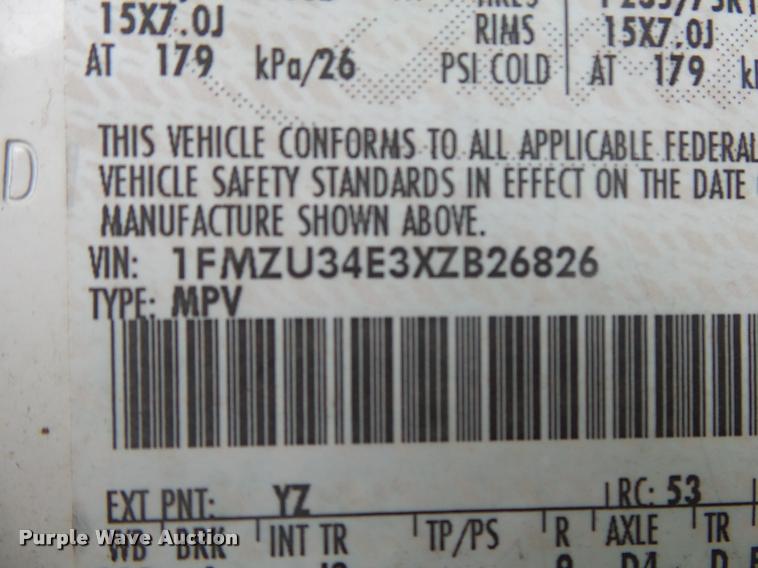 15X7.0J RIMS 15X7.0J
AT 179 kPa/26 PSI COLD AT 179
THIS VEHICLE CONFORMS TO ALL APPLICABLE FEDERAL
VEHICLE SAFETY STANDARDS IN EFFECT ON THE DATE
MANUFACTURE SHOWN ABOVE.
VIN: 1FMZU34E3XZB26826
TYPE: MPV
EXT PNT: YZ RC: 53
WB BRK INT TR TP/PS R AXLE TR
D
Purple Wave Auction